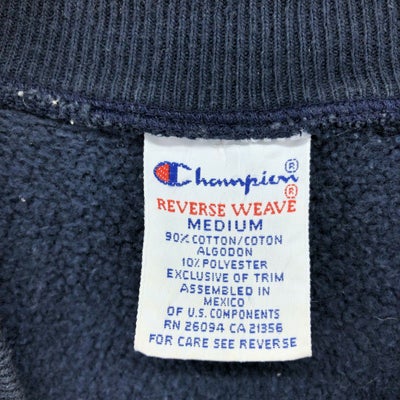 Champion®
REVERSE WEAVE®
MEDIUM
90% COTTON/COTON
ALGODON
10% POLYESTER
EXCLUSIVE OF TRIM
ASSEMBLED IN
MEXICO
OF U.S. COMPONENTS
RN 26094 CA 21356
FOR CARE SEE REVERSE